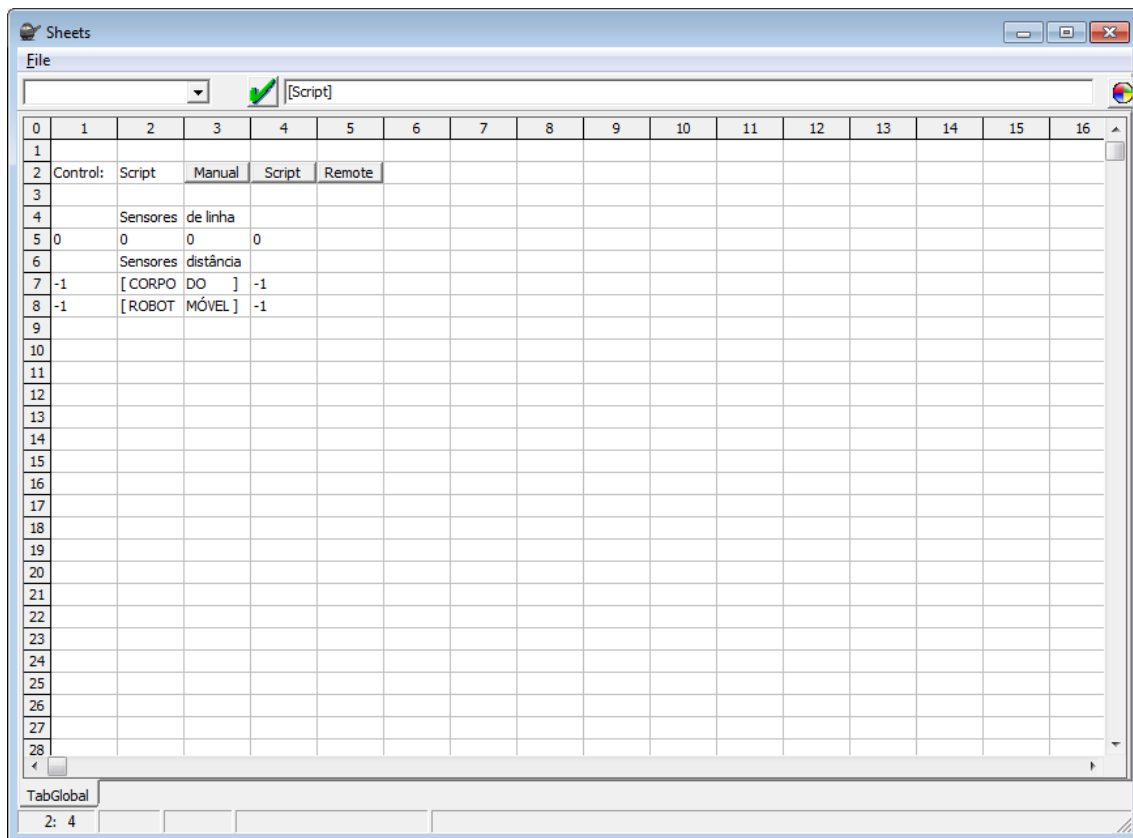 Sheets
File
[Script]
0 1 2 3 4 5 6 7 8 9 10 11 12 13 14 15 16
1
2 Control: Script Manual Script Remote
3
4 Sensores de linha
5 0 0 0 0
6 Sensores distância
7 -1 [ CORPO DO ] -1
8 -1 [ ROBOT MÓVEL ] -1
9
10
11
12
13
14
15
16
17
18
19
20
21
22
23
24
25
26
27
28
TabGlobal
2: 4